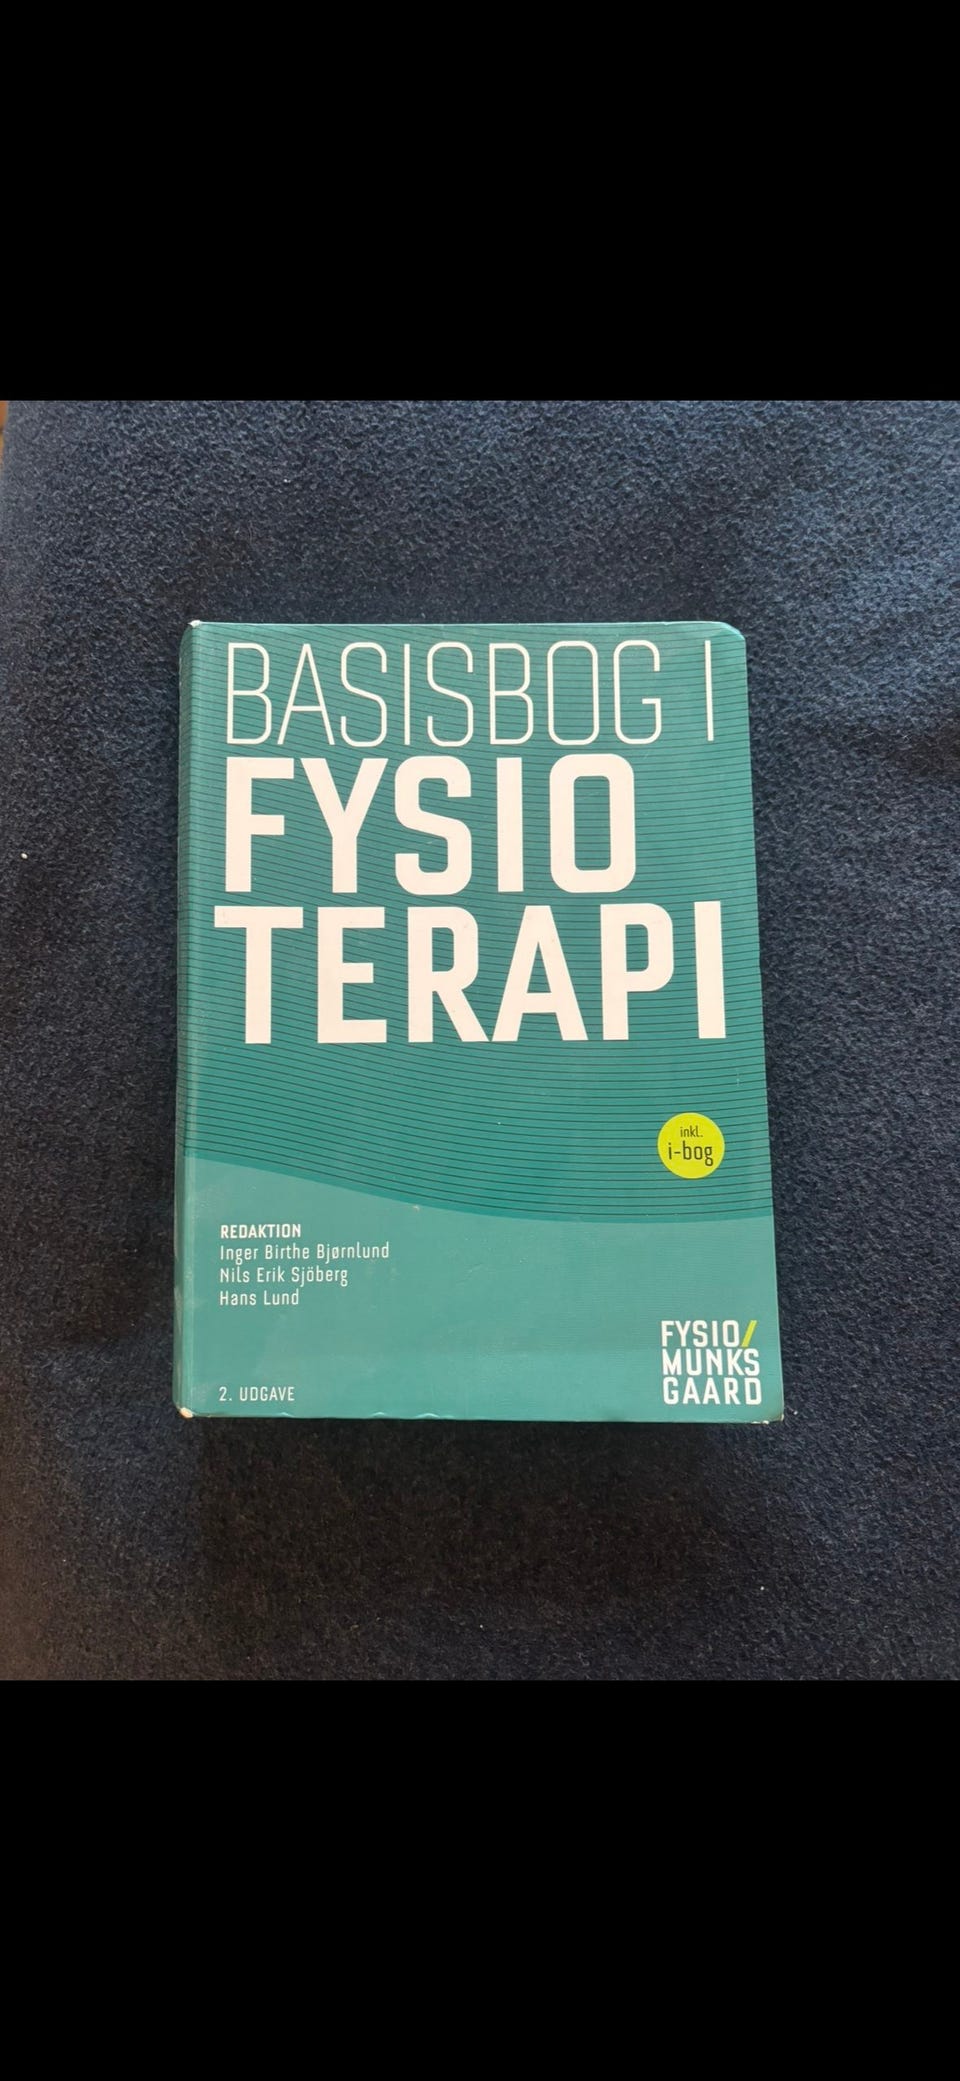 BASISBOG I
FYSIO
TERAPI
inkl.
i-bog
REDAKTION
Inger Birthe Bjørnlund
Nils Erik Sjöberg
Hans Lund
2. UDGAVE
FYSIO/
MUNKS
GAARD